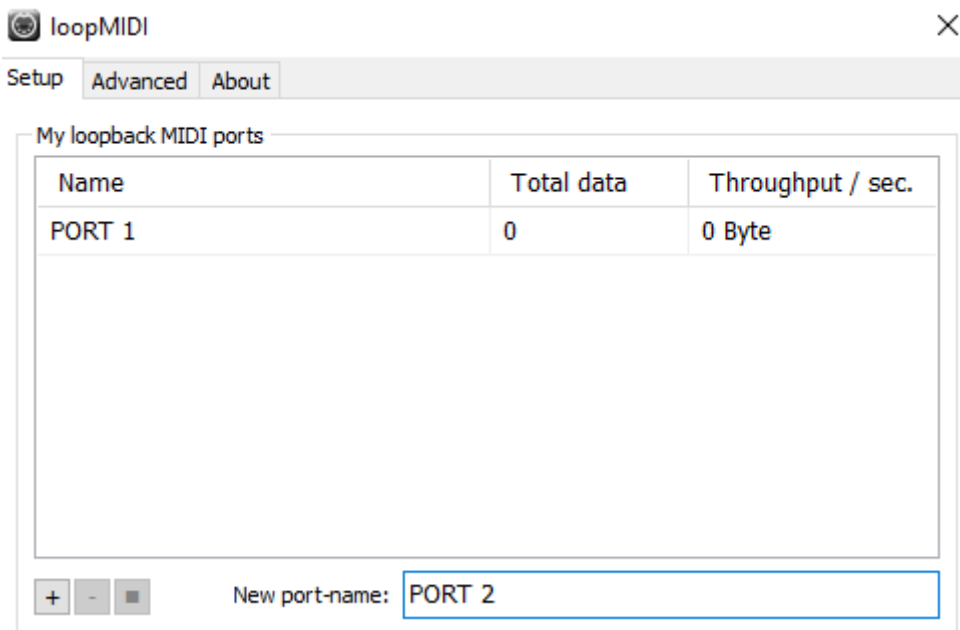 loopMIDI
Setup Advanced About
My loopback MIDI ports
Name Total data Throughput / sec.
PORT 1 0 0 Byte
+ - New port-name: PORT 2